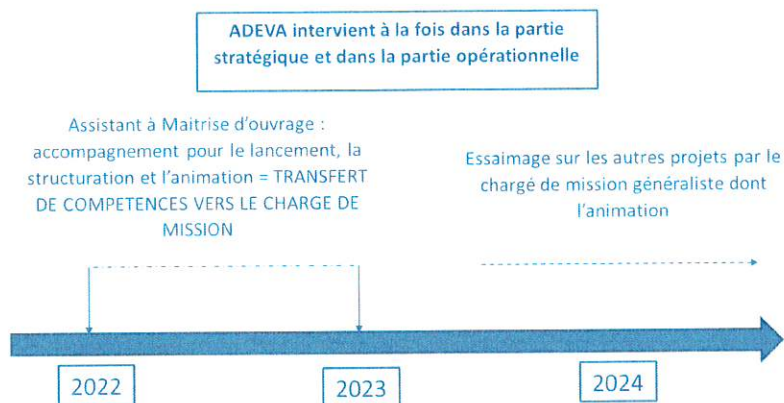 ADEVA intervient à la fois dans la partie
stratégique et dans la partie opérationnelle
Assistant à Maitrise d'ouvrage :
accompagnement pour le lancement, la
structuration et l'animation = TRANSFERT
DE COMPETENCES VERS LE CHARGE DE
MISSION
Essaimage sur les autres projets par le
chargé de mission généraliste dont
l'animation
2022
2023
2024